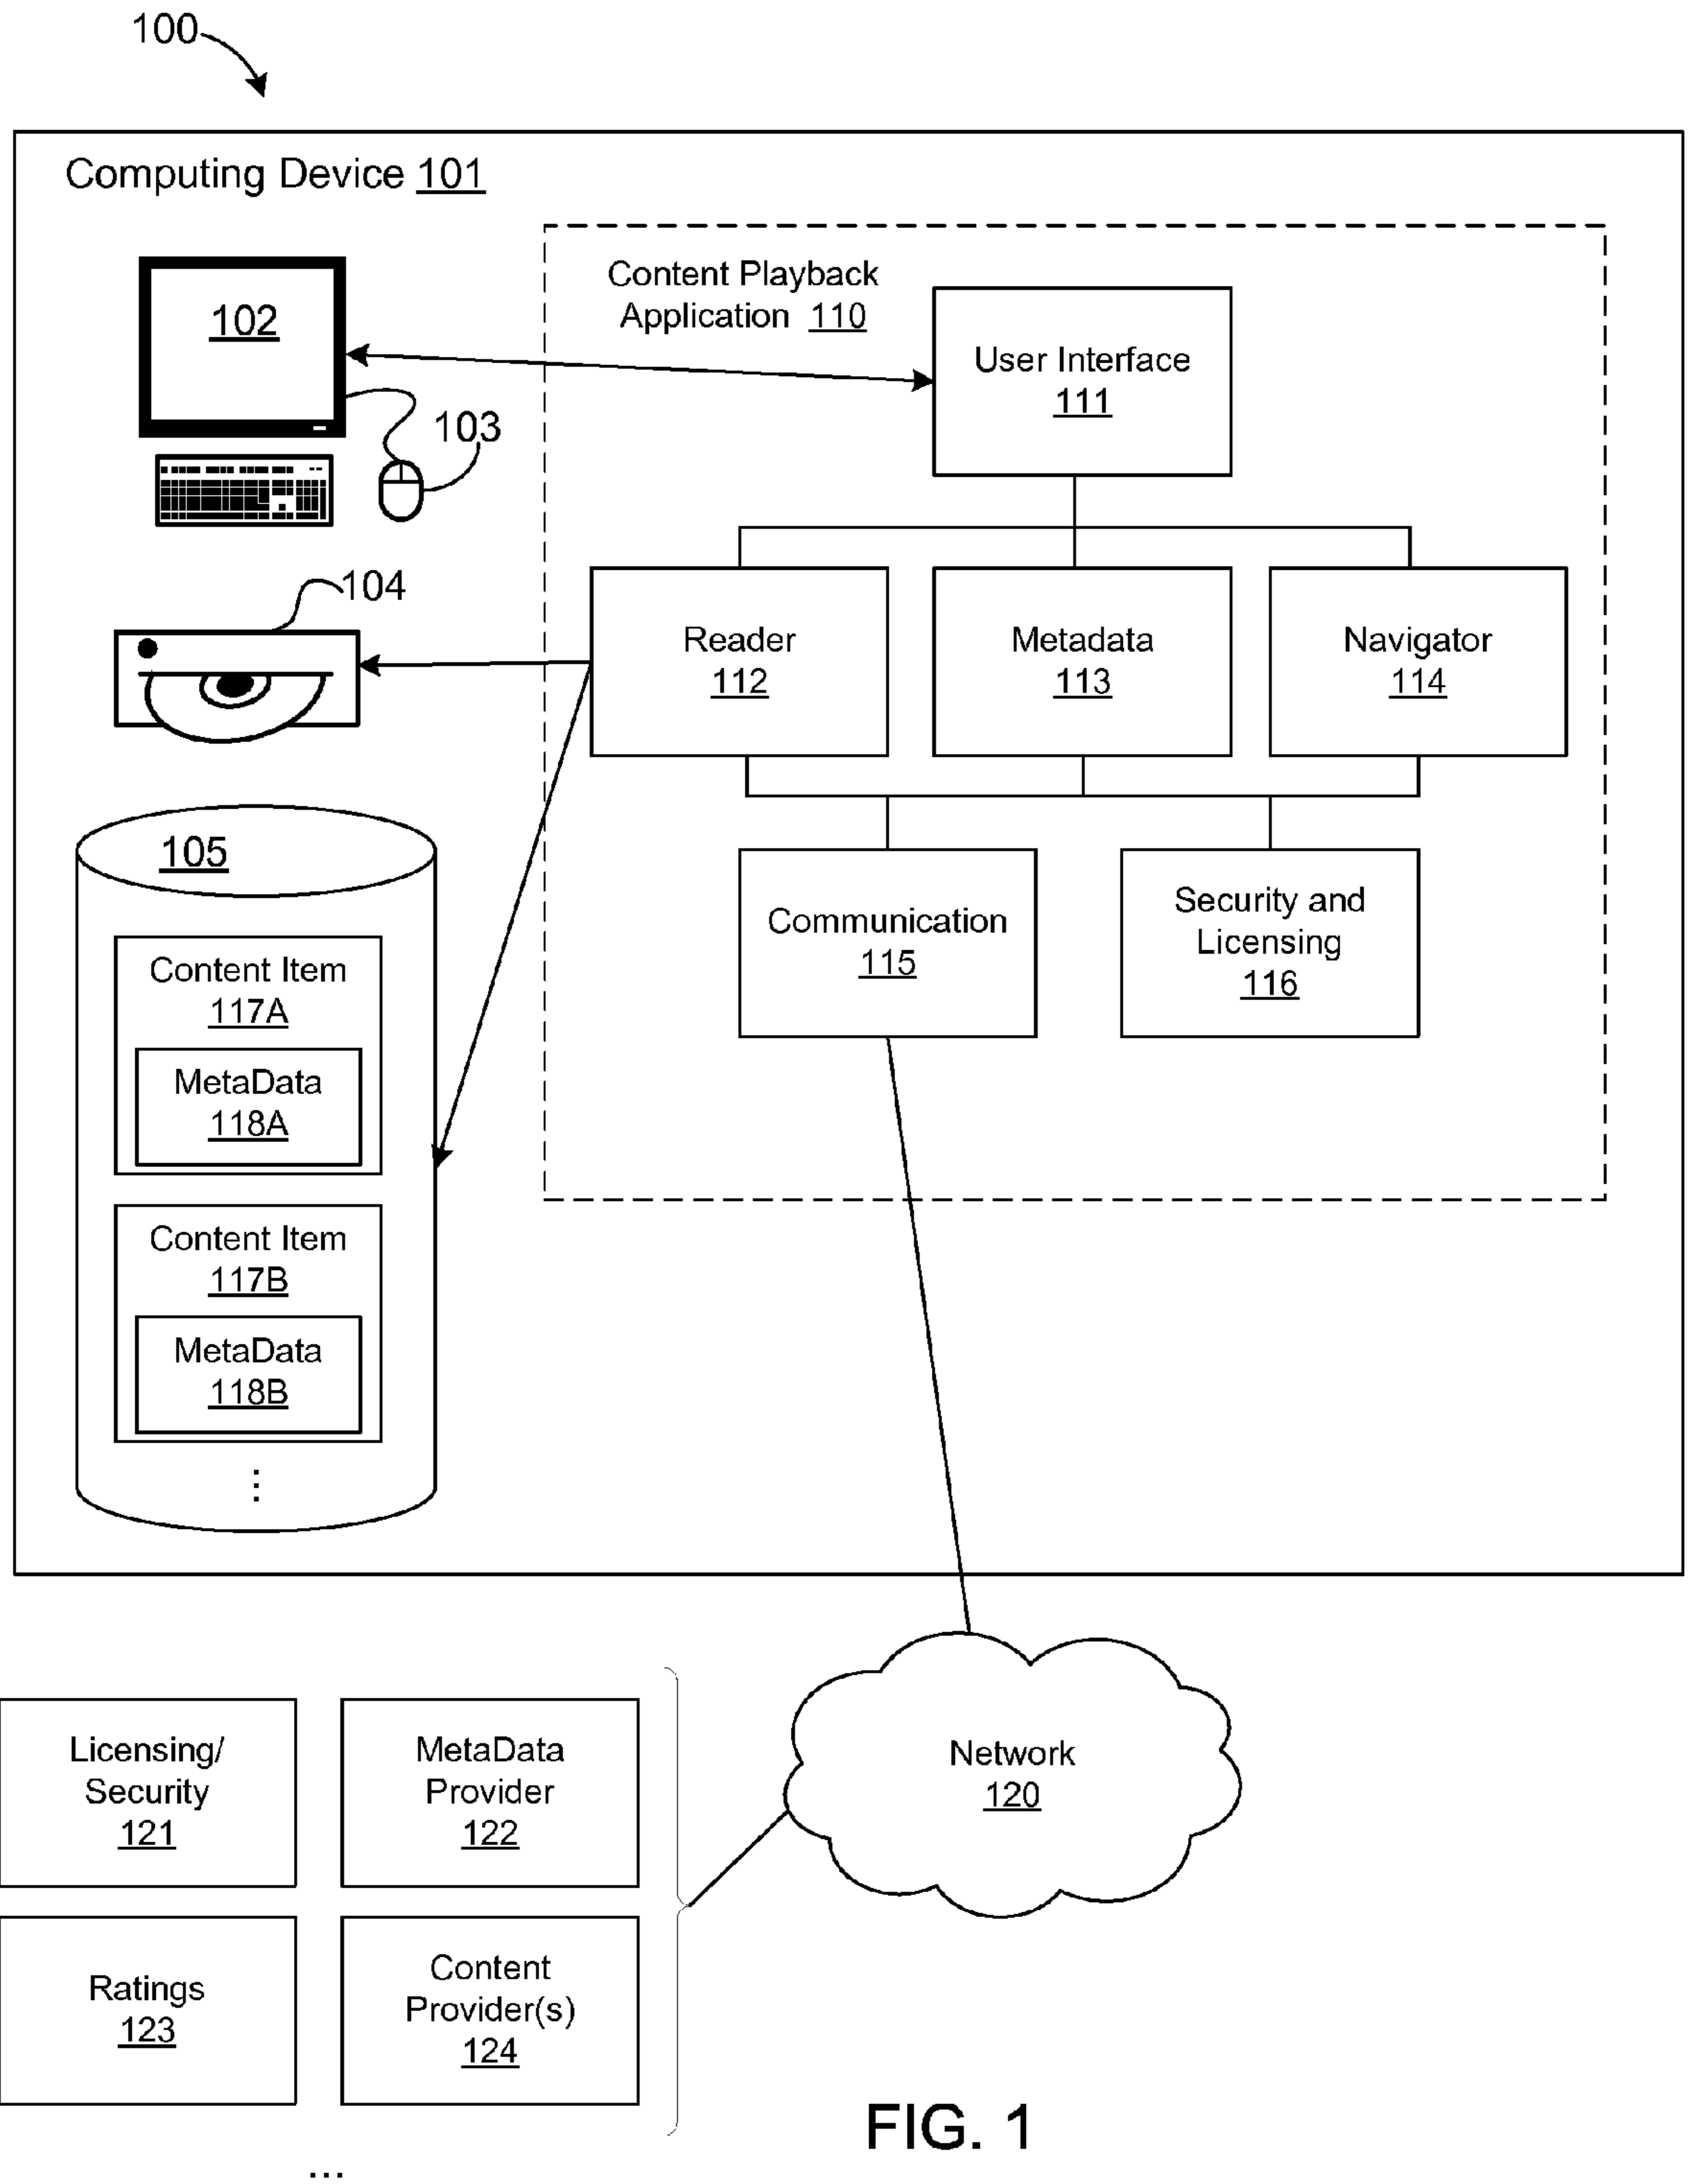 100
Computing Device 101
Content Playback
Application 110
102
User Interface
111
103
104
Reader
112
Metadata
113
Navigator
114
105
Communication
115
Security and
Licensing
116
Content Item
117A
MetaData
118A
Content Item
117B
MetaData
118B
⋮
Licensing/
Security
121
MetaData
Provider
122
Network
120
Ratings
123
Content
Provider(s)
124
FIG. 1
...